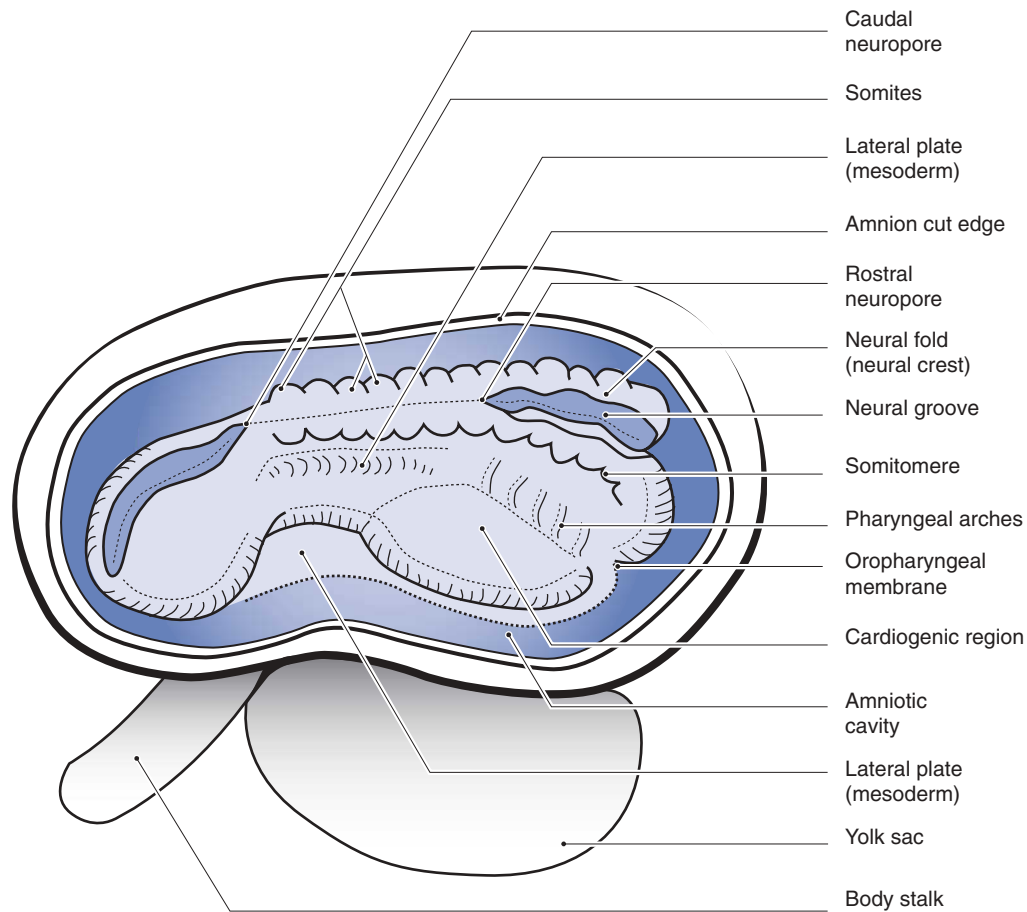 Caudal
neuropore
Somites
Lateral plate
(mesoderm)
Amnion cut edge
Rostral
neuropore
Neural fold
(neural crest)
Neural groove
Somitomere
Pharyngeal arches
Oropharyngeal
membrane
Cardiogenic region
Amniotic
cavity
Lateral plate
(mesoderm)
Yolk sac
Body stalk